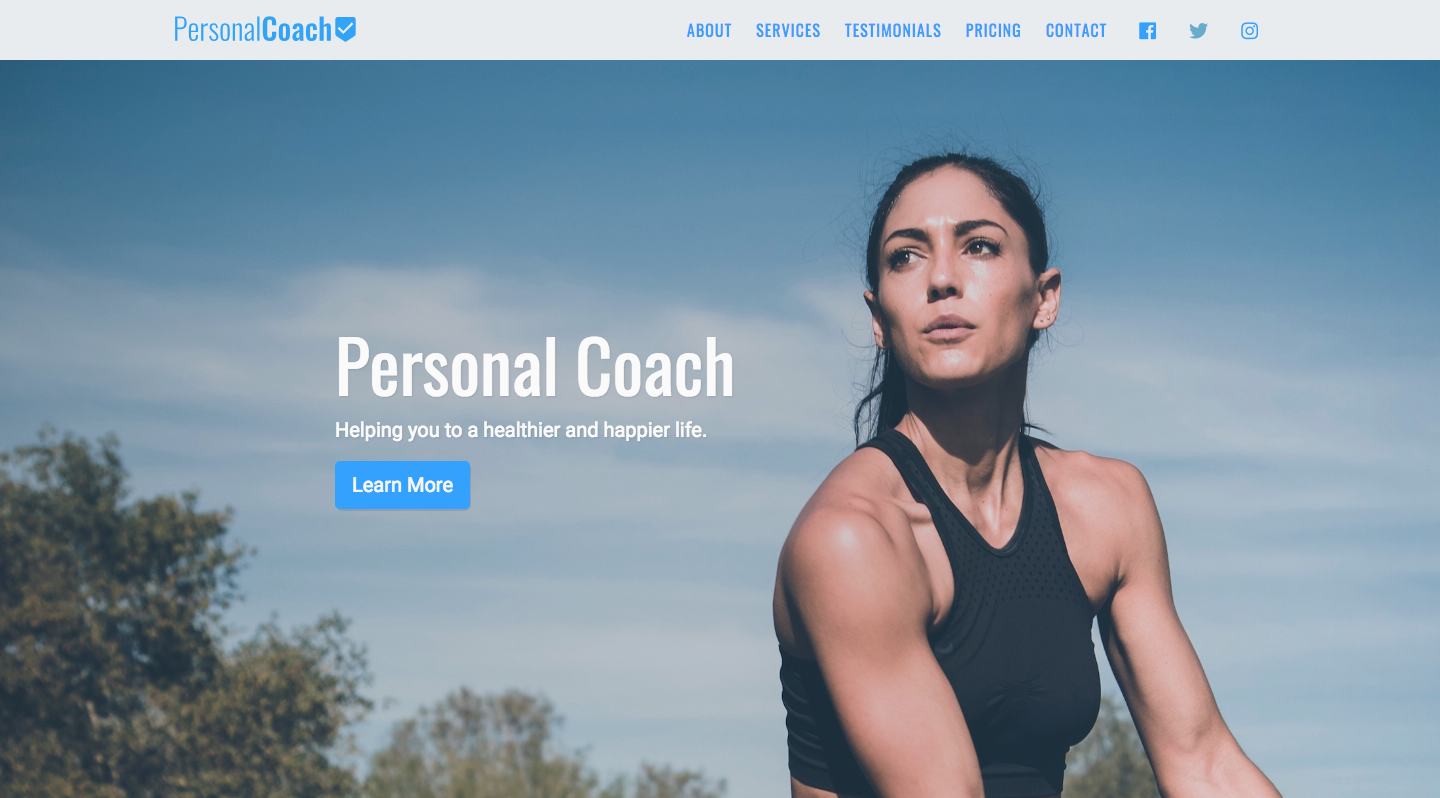 PersonalCoach
ABOUT SERVICES TESTIMONIALS PRICING CONTACT
Personal Coach
Helping you to a healthier and happier life.
Learn More